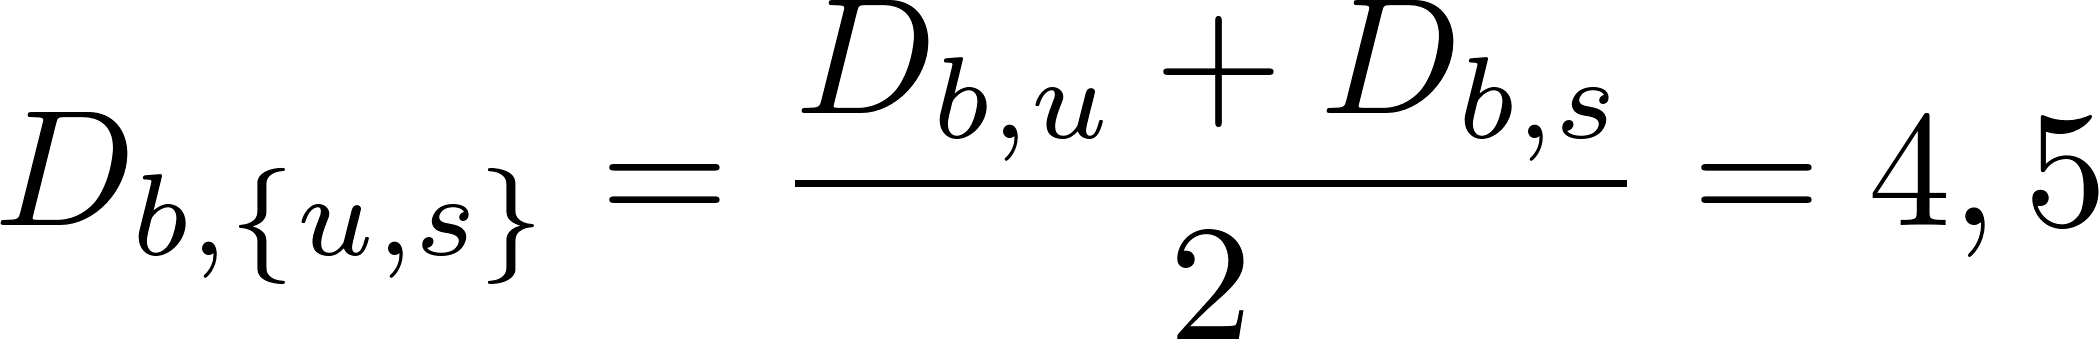 D_{b,{u,s}} = \frac{D_{b,u} + D_{b,s}}{2} = 4,5